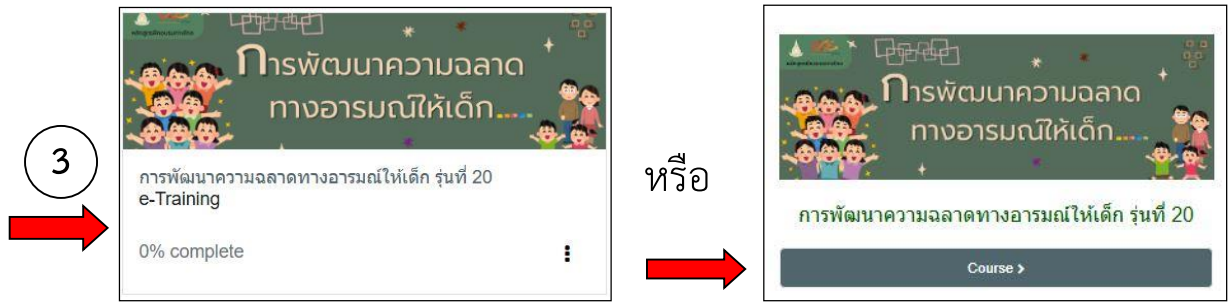 3
การพัฒนาความฉลาด
ทางอารมณ์ให้เด็ก.....
การพัฒนาความฉลาดทางอารมณ์ให้เด็ก รุ่นที่ 20
e-Training
0% complete
หรือ
การพัฒนาความฉลาด
ทางอารมณ์ให้เด็ก.....
การพัฒนาความฉลาดทางอารมณ์ให้เด็ก รุ่นที่ 20
Course >